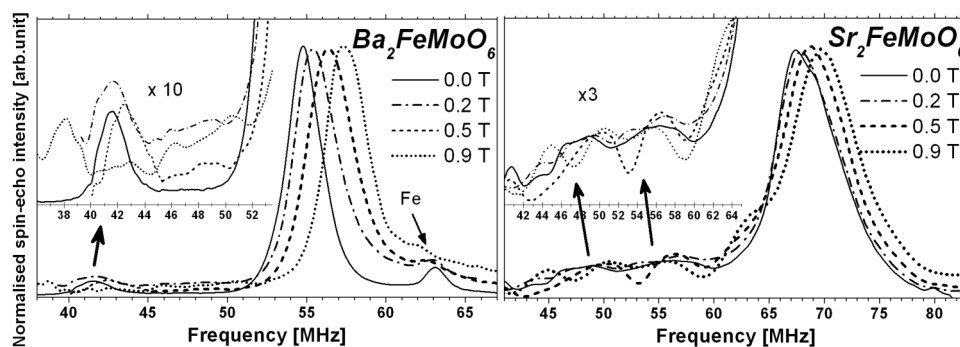 Normalised spin-echo intensity [arb.unit]
Ba2FeMoO6
0.0 T
0.2 T
0.5 T
0.9 T
x 10
Fe
38 40 42 44 46 48 50 52
40 45 50 55 60 65
Frequency [MHz]
Sr2FeMoO6
0.0 T
0.2 T
0.5 T
0.9 T
x3
40 42 44 46 48 50 52 54 56 58 60 62 64
45 50 55 60 65 70 75 80
Frequency [MHz]